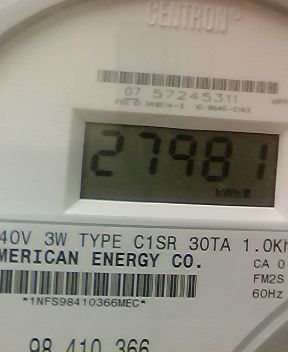 CENTRON®
07 57245311
27981
kWh
40V 3W TYPE C1SR 30TA 1.0Kh
MERICAN ENERGY CO.
CA 0
FM2S
*1NFS98410366MEC*
60Hz
98 410 366